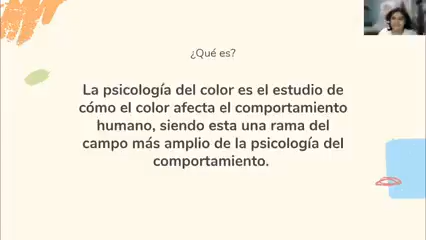 ¿Qué es?
La psicología del color es el estudio de
cómo el color afecta el comportamiento
humano, siendo esta una rama del
campo más amplio de la psicología del
comportamiento.